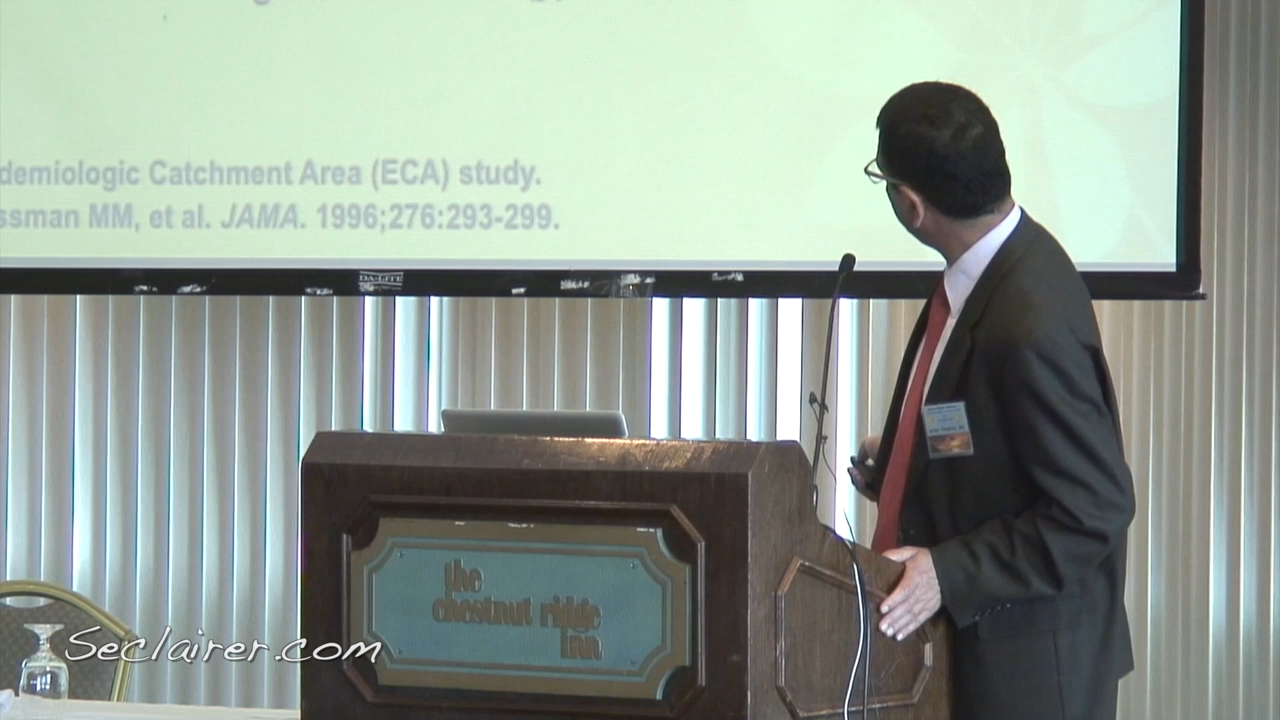 demiologic Catchment Area (ECA) study.
ssman MM, et al. JAMA. 1996;276:293-299.
DA-LITE
the
chestnut ridge
inn
Seclairer.com